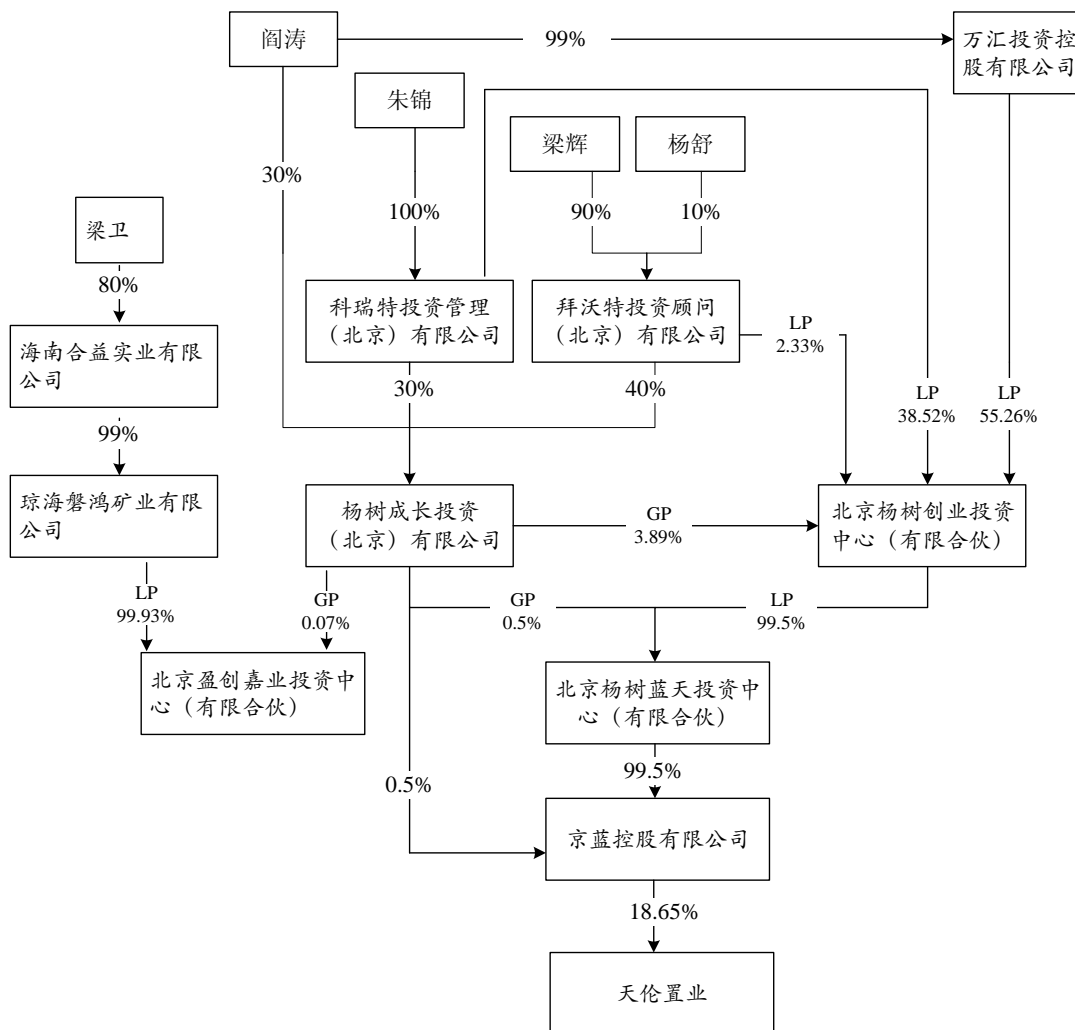 阎涛
99%
万汇投资控
股有限公司
朱锦
梁辉
杨舒
30%
100%
90%
10%
梁卫
80%
科瑞特投资管理
（北京）有限公司
拜沃特投资顾问
（北京）有限公司
海南合益实业有限
公司
LP
2.33%
30%
40%
LP
38.52%
LP
55.26%
99%
琼海磐鸿矿业有限
公司
杨树成长投资
（北京）有限公司
GP
3.89%
北京杨树创业投资
中心（有限合伙）
LP
99.93%
GP
0.07%
GP
0.5%
LP
99.5%
北京盈创嘉业投资中
心（有限合伙）
北京杨树蓝天投资中
心（有限合伙）
0.5%
99.5%
京蓝控股有限公司
18.65%
天伦置业